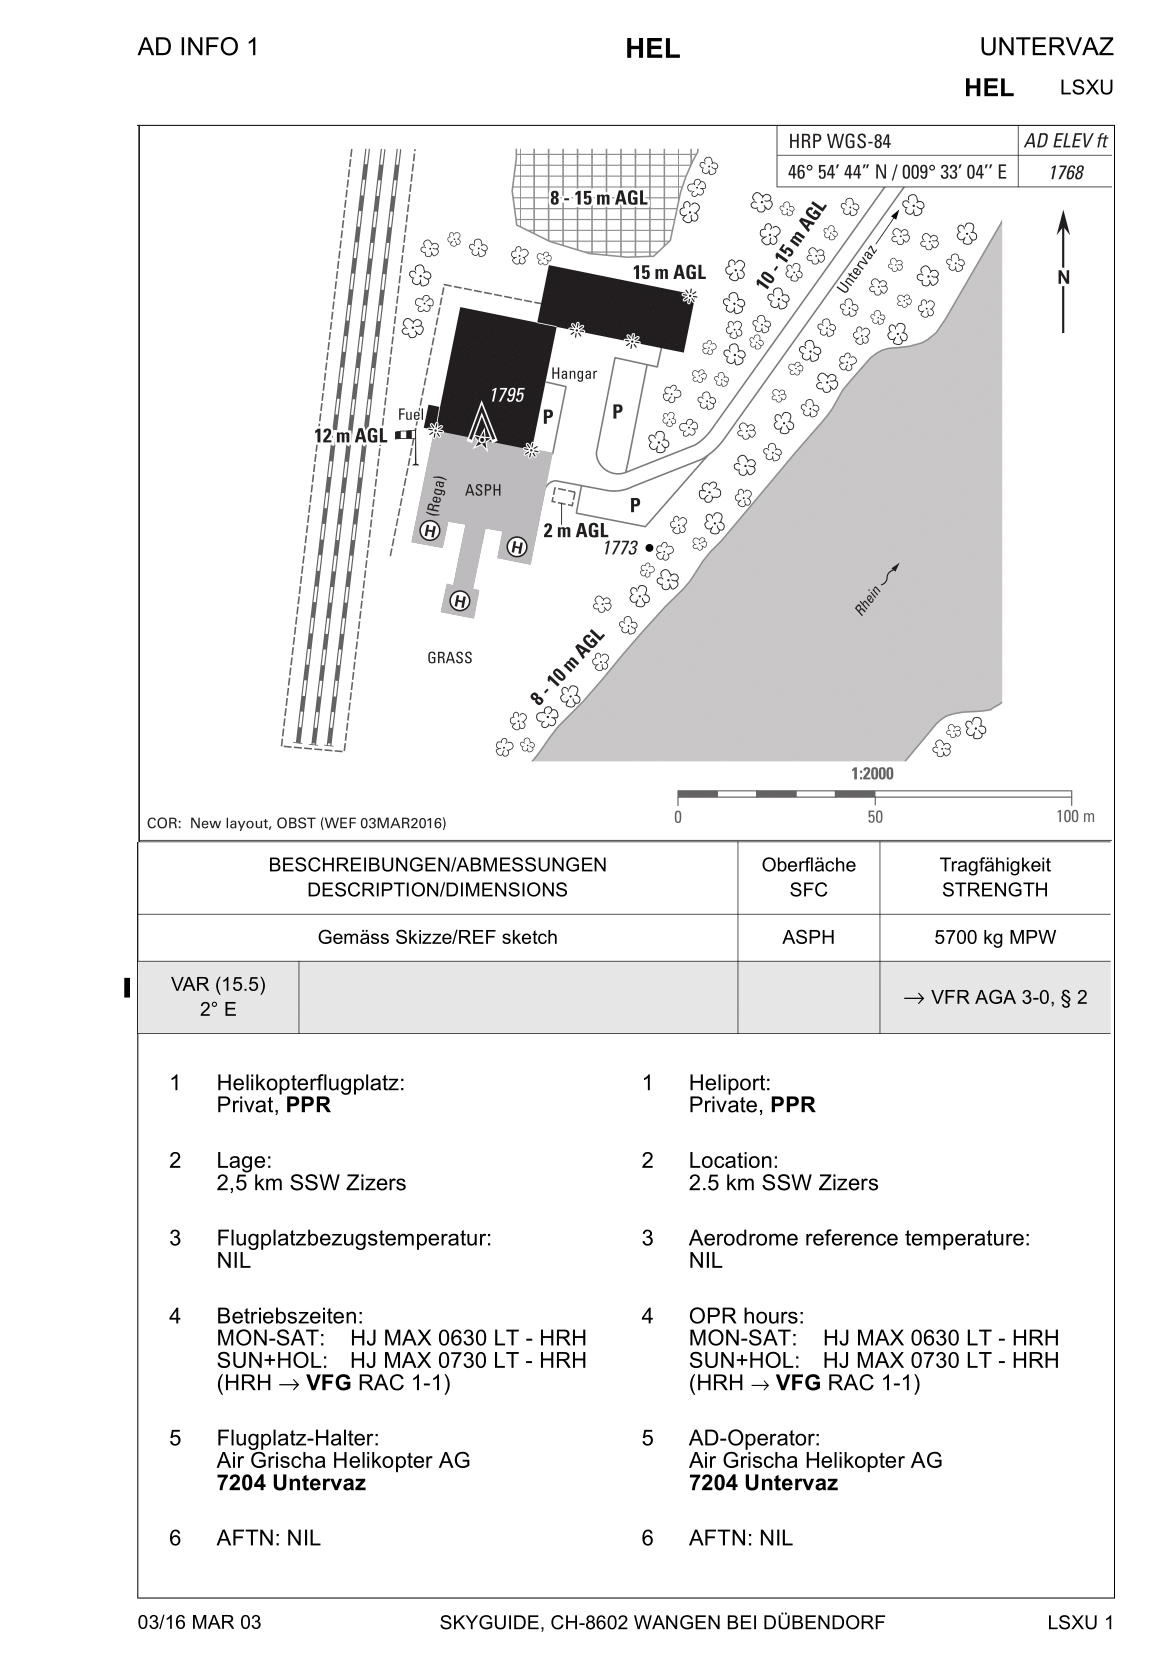 AD INFO 1 HEL UNTERVAZ
HEL LSXU
HRP WGS-84 AD ELEV ft
46° 54′ 44″ N / 009° 33′ 04′′ E 1768
8 - 15 m AGL
10 - 15 m AGL
Untervaz
15 m AGL
N
Hangar
1795
P
P
Fuel
12 m AGL
(Rega)
ASPH
P
2 m AGL
H
H
1773
H
Rhein
GRASS
8 - 10 m AGL
1:2000
0 50 100 m
COR: New layout, OBST (WEF 03MAR2016)
BESCHREIBUNGEN/ABMESSUNGEN Oberfläche Tragfähigkeit
DESCRIPTION/DIMENSIONS SFC STRENGTH
Gemäss Skizze/REF sketch ASPH 5700 kg MPW
VAR (15.5)
2° E
→ VFR AGA 3-0, § 2
1 Helikopterflugplatz:
Privat, PPR
2 Lage:
2,5 km SSW Zizers
3 Flugplatzbezugstemperatur:
NIL
4 Betriebszeiten:
MON-SAT: HJ MAX 0630 LT - HRH
SUN+HOL: HJ MAX 0730 LT - HRH
(HRH → VFG RAC 1-1)
5 Flugplatz-Halter:
Air Grischa Helikopter AG
7204 Untervaz
6 AFTN: NIL
1 Heliport:
Private, PPR
2 Location:
2.5 km SSW Zizers
3 Aerodrome reference temperature:
NIL
4 OPR hours:
MON-SAT: HJ MAX 0630 LT - HRH
SUN+HOL: HJ MAX 0730 LT - HRH
(HRH → VFG RAC 1-1)
5 AD-Operator:
Air Grischa Helikopter AG
7204 Untervaz
6 AFTN: NIL
03/16 MAR 03 SKYGUIDE, CH-8602 WANGEN BEI DÜBENDORF LSXU 1